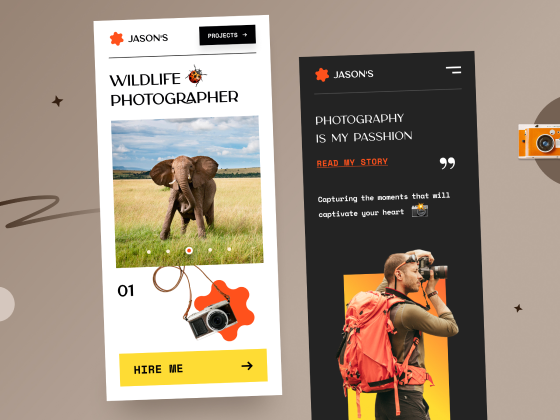 JASON'S
PROJECTS →
WILDLIFE
PHOTOGRAPHER
01
HIRE ME →
JASON'S
PHOTOGRAPHY
IS MY PASSHION
READ MY STORY
Capturing the moments that will
captivate your heart